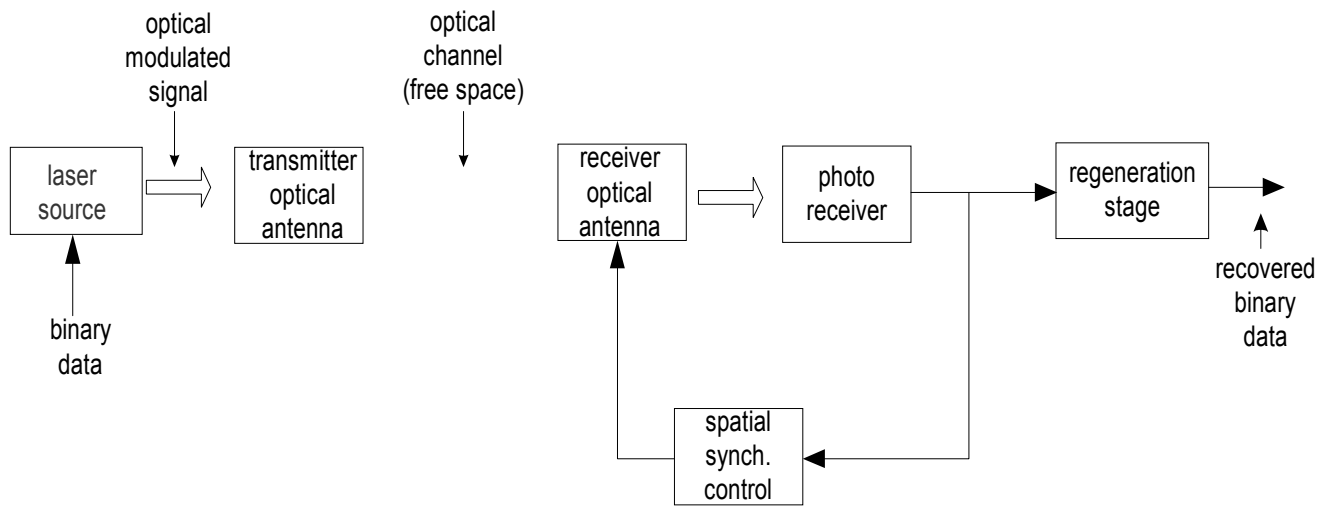 optical
modulated
signal
optical
channel
(free space)
laser
source
transmitter
optical
antenna
receiver
optical
antenna
photo
receiver
regeneration
stage
binary
data
recovered
binary
data
spatial
synch.
control